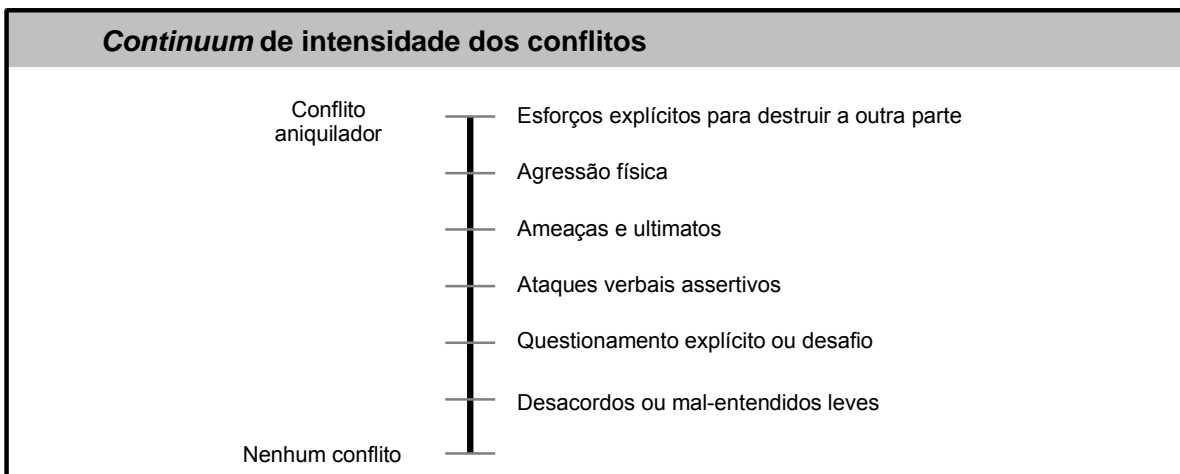 Continuum de intensidade dos conflitos
Conflito
aniquilador
Esforços explícitos para destruir a outra parte
Agressão física
Ameaças e ultimatos
Ataques verbais assertivos
Questionamento explícito ou desafio
Desacordos ou mal-entendidos leves
Nenhum conflito